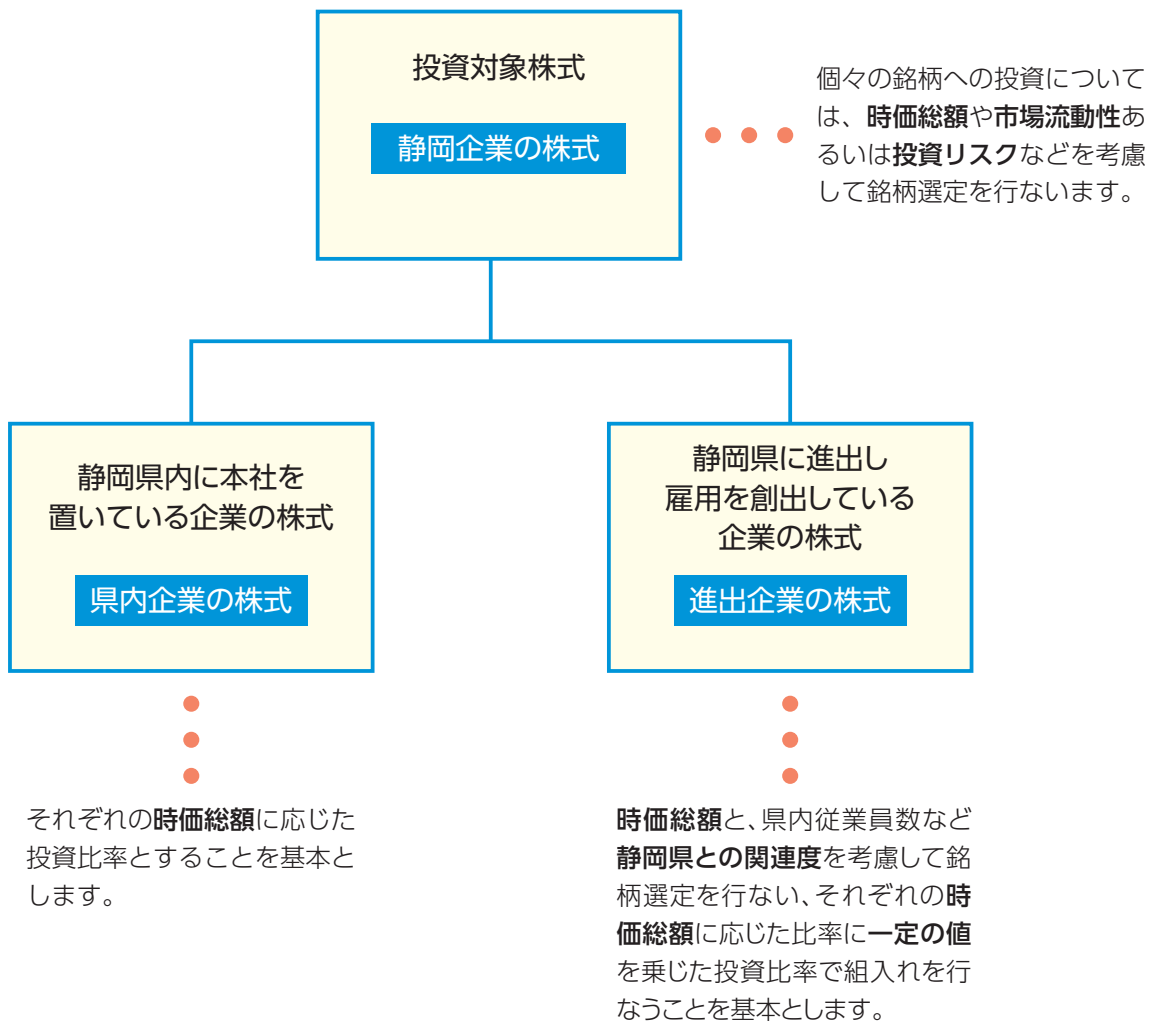 投資対象株式
静岡企業の株式
個々の銘柄への投資について
は、時価総額や市場流動性あ
るいは投資リスクなどを考慮
して銘柄選定を行ないます。
静岡県内に本社を
置いている企業の株式
県内企業の株式
静岡県に進出し
雇用を創出している
企業の株式
進出企業の株式
それぞれの時価総額に応じた
投資比率とすることを基本と
します。
時価総額と、県内従業員数など
静岡県との関連度を考慮して銘
柄選定を行ない、それぞれの時
価総額に応じた比率に一定の値
を乗じた投資比率で組入れを行
なうことを基本とします。